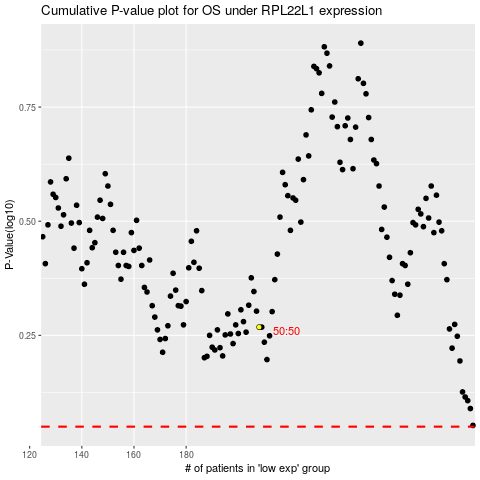 Cumulative P-value plot for OS under RPL22L1 expression
P-Value(log10)
0.75
0.50
0.25
50:50
120 140 160 180
# of patients in 'low exp' group